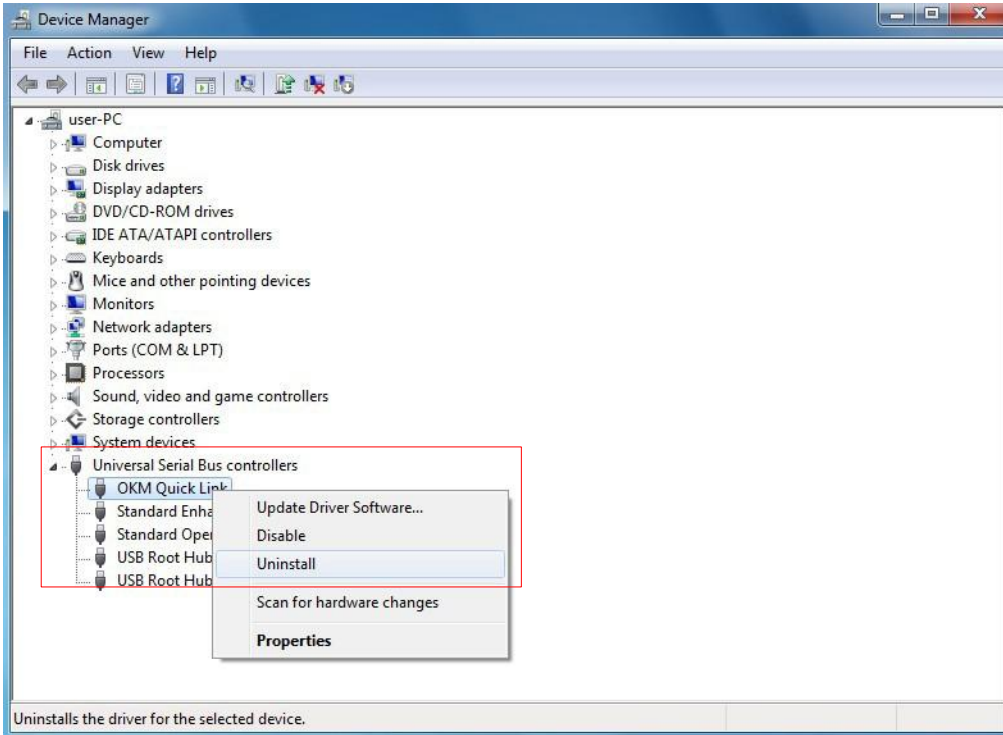 Device Manager
File Action View Help
user-PC
Computer
Disk drives
Display adapters
DVD/CD-ROM drives
IDE ATA/ATAPI controllers
Keyboards
Mice and other pointing devices
Monitors
Network adapters
Ports (COM & LPT)
Processors
Sound, video and game controllers
Storage controllers
System devices
Universal Serial Bus controllers
OKM Quick Link
Standard Enha
Standard Oper
USB Root Hub
USB Root Hub
Update Driver Software...
Disable
Uninstall
Scan for hardware changes
Properties
Uninstalls the driver for the selected device.